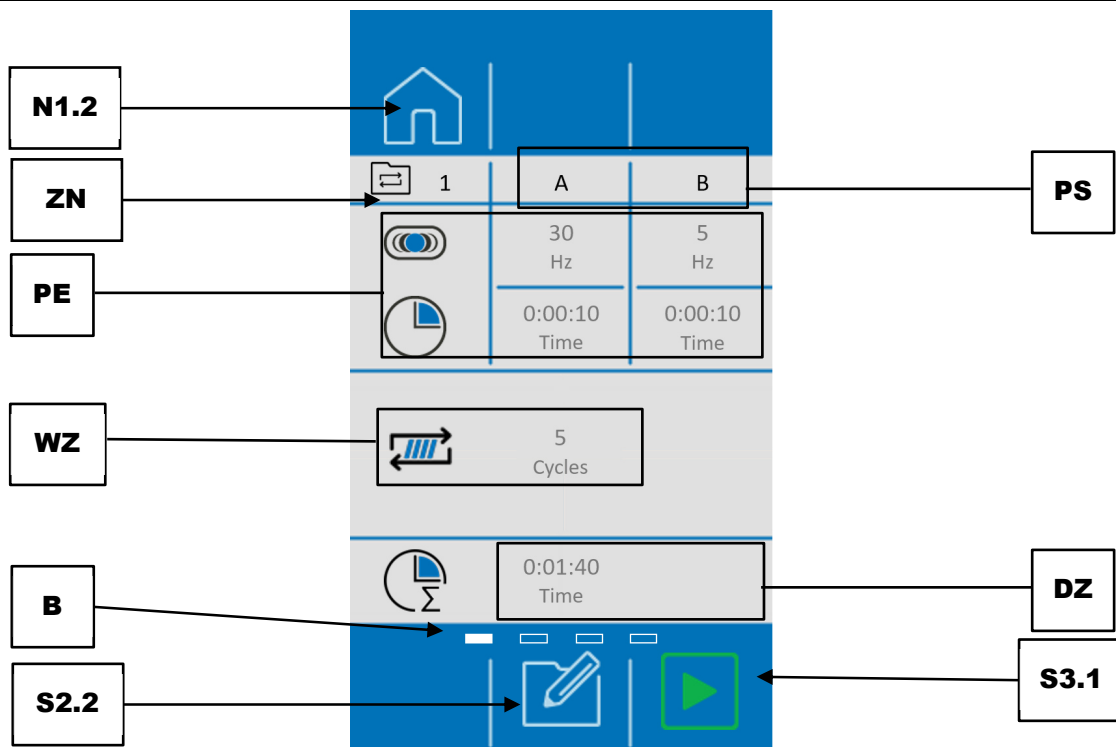 N1.2
ZN
PS
1 A B
PE
30 5
Hz Hz
0:00:10 0:00:10
Time Time
WZ
5
Cycles
Σ
0:01:40
Time
DZ
B
S2.2
S3.1